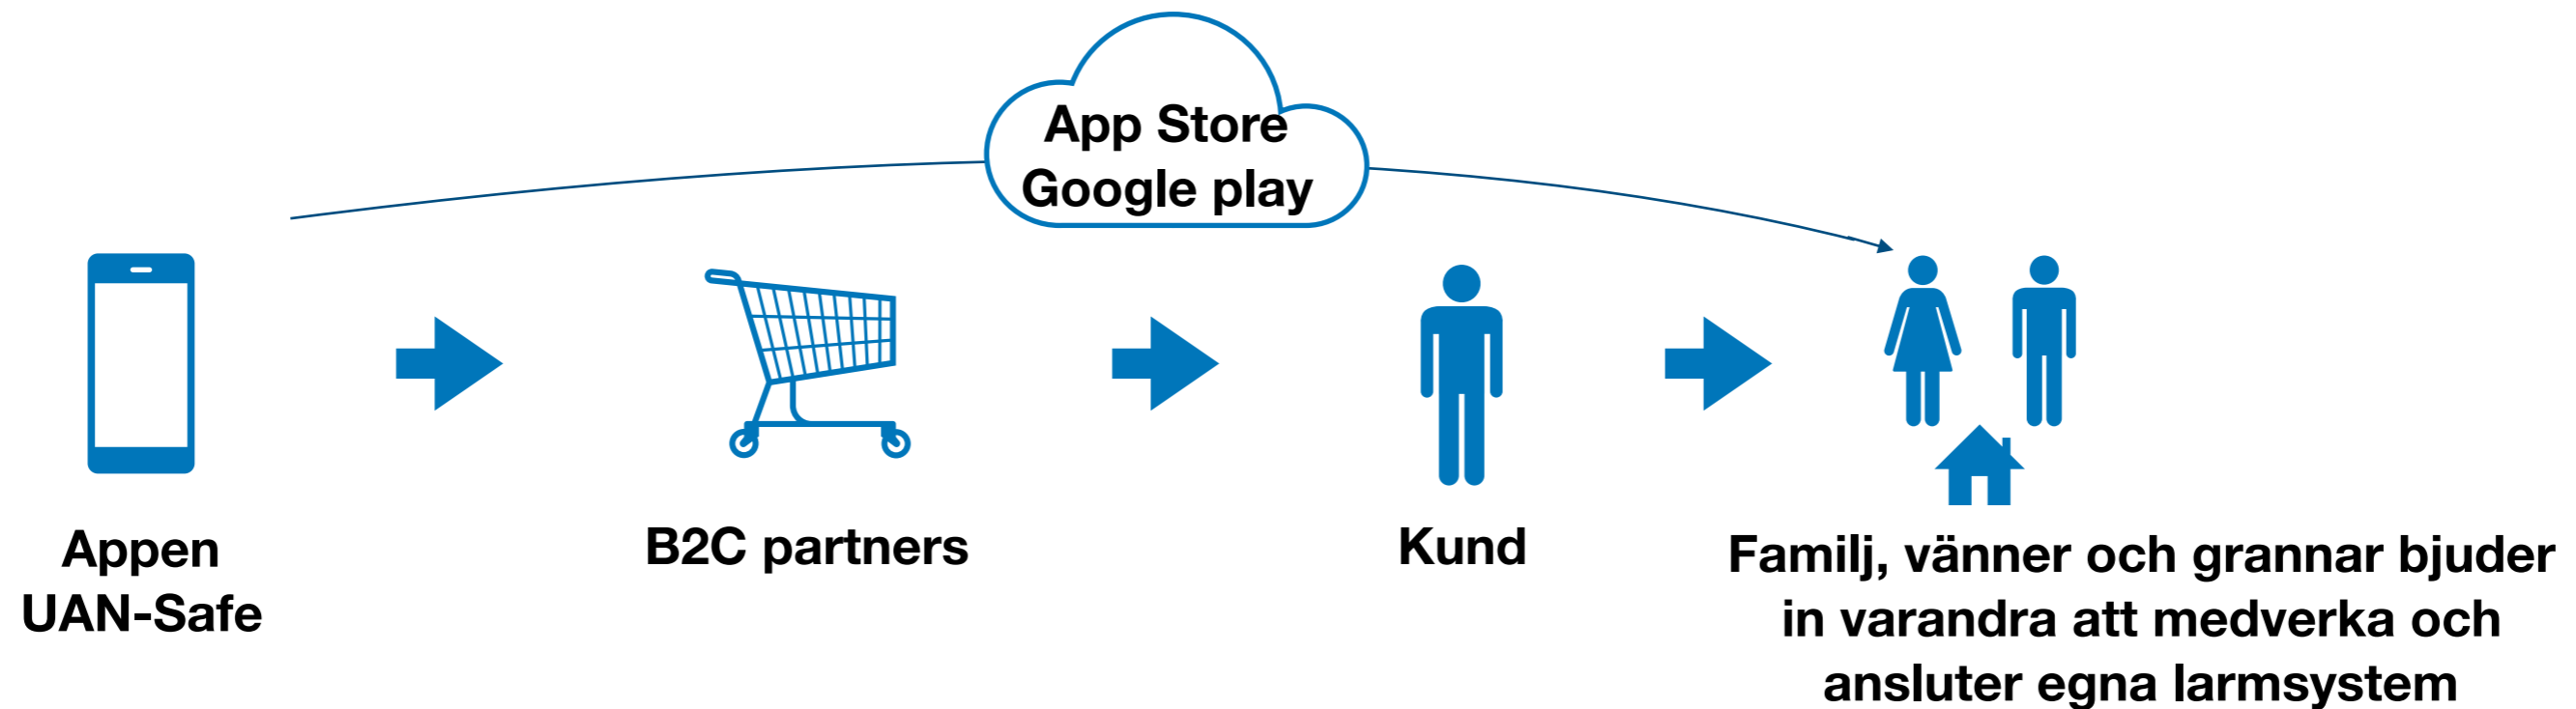 App Store
Google play
Appen
UAN-Safe
B2C partners
Kund
Familj, vänner och grannar bjuder
in varandra att medverka och
ansluter egna larmsystem